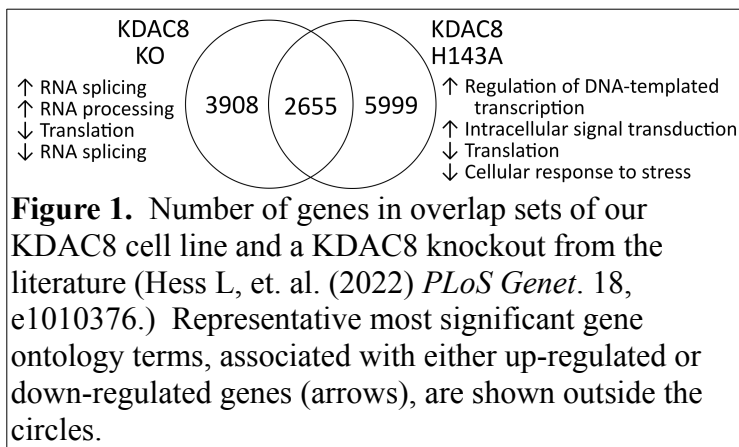 KDAC8
KO
KDAC8
H143A
↑ RNA splicing
↑ RNA processing
↓ Translation
↓ RNA splicing
3908 2655 5999
↑ Regulation of DNA-templated
transcription
↑ Intracellular signal transduction
↓ Translation
↓ Cellular response to stress
Figure 1. Number of genes in overlap sets of our
KDAC8 cell line and a KDAC8 knockout from the
literature (Hess L, et. al. (2022) PLoS Genet. 18,
e1010376.) Representative most significant gene
ontology terms, associated with either up-regulated or
down-regulated genes (arrows), are shown outside the
circles.